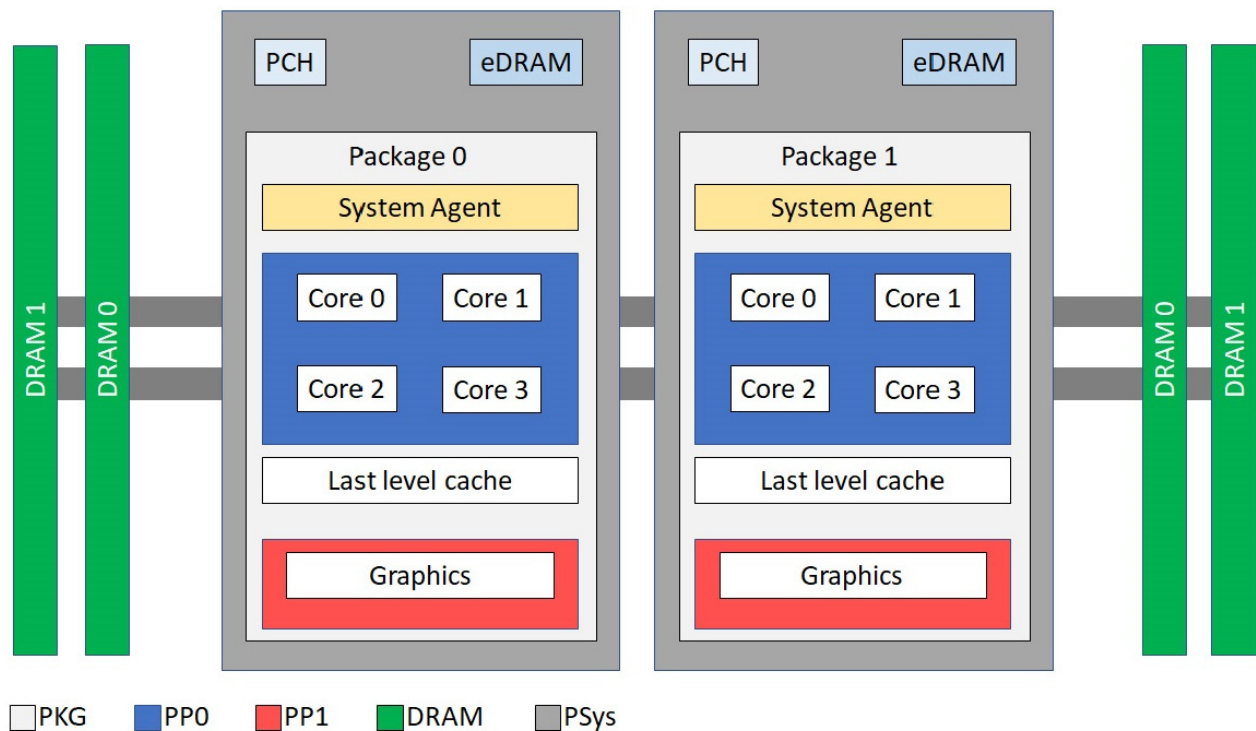 PCH
eDRAM
Package 0
System Agent
Core 0
Core 1
Core 2
Core 3
Last level cache
Graphics
PCH
eDRAM
Package 1
System Agent
Core 0
Core 1
Core 2
Core 3
Last level cache
Graphics
DRAM 1
DRAM 0
DRAM 0
DRAM 1
PKG
PP0
PP1
DRAM
PSys